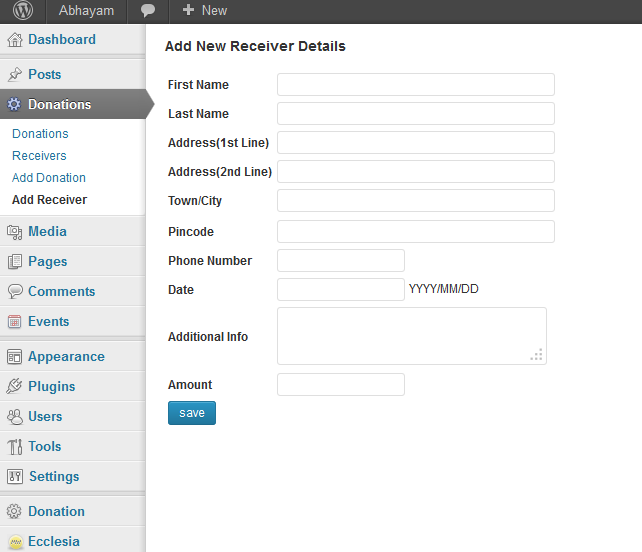 Abhayam + New
Dashboard
Posts
Donations
Donations
Receivers
Add Donation
Add Receiver
Media
Pages
Comments
Events
Appearance
Plugins
Users
Tools
Settings
Donation
Ecclesia
Add New Receiver Details
First Name
Last Name
Address(1st Line)
Address(2nd Line)
Town/City
Pincode
Phone Number
Date YYYY/MM/DD
Additional Info
Amount
save